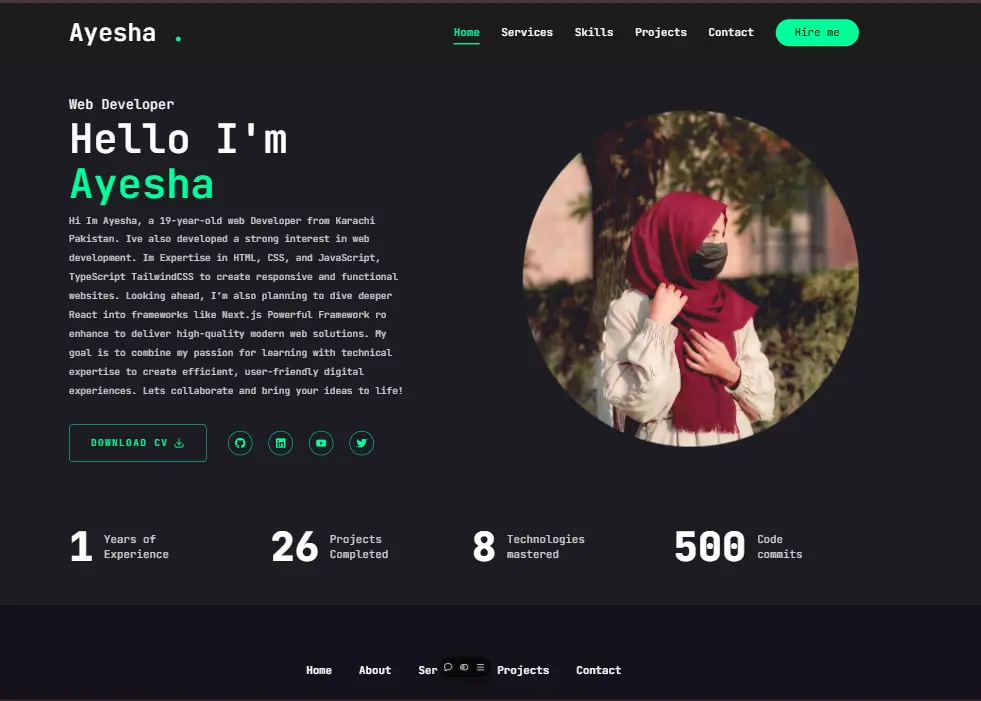 Ayesha .
Home Services Skills Projects Contact Hire me
Web Developer
Hello I'm
Ayesha
Hi Im Ayesha, a 19-year-old web Developer from Karachi
Pakistan. Ive also developed a strong interest in web
development. Im Expertise in HTML, CSS, and JavaScript,
TypeScript TailwindCSS to create responsive and functional
websites. Looking ahead, I'm also planning to dive deeper
React into frameworks like Next.js Powerful Framework ro
enhance to deliver high-quality modern web solutions. My
goal is to combine my passion for learning with technical
expertise to create efficient, user-friendly digital
experiences. Lets collaborate and bring your ideas to life!
DOWNLOAD CV
1 Years of
Experience
26 Projects
Completed
8 Technologies
mastered
500 Code
commits
Home About Ser Projects Contact